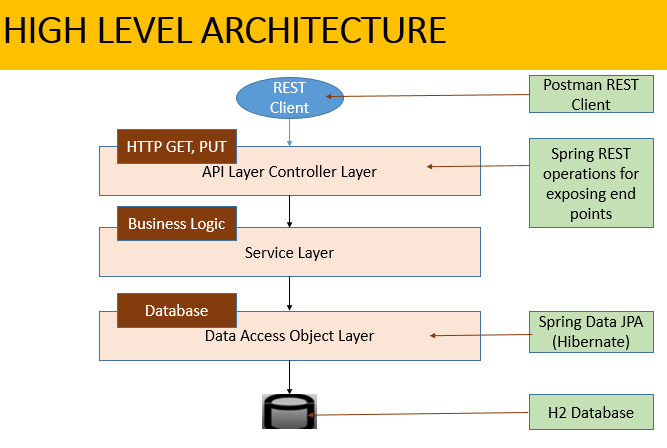 HIGH LEVEL ARCHITECTURE
REST
Client
Postman REST
Client
HTTP GET, PUT
API Layer Controller Layer
Spring REST
operations for
exposing end
points
Business Logic
Service Layer
Database
Data Access Object Layer
Spring Data JPA
(Hibernate)
H2 Database